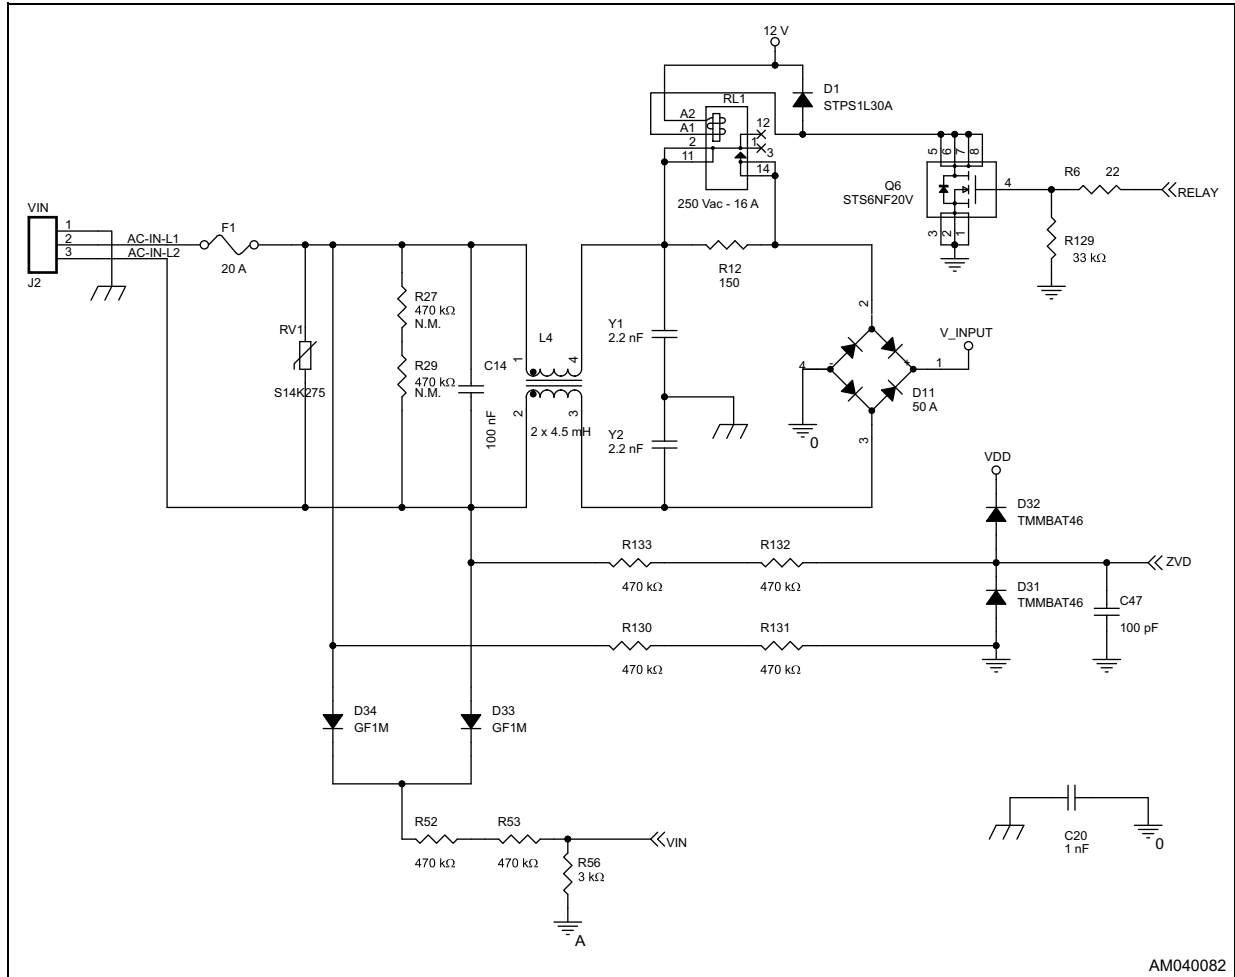 12 V
D1
STPS1L30A
RL1
A2
A1
2
11
12
1
3
14
250 Vac - 16 A
5
6
7
8
Q6
STS6NF20V
4
3
2
1
R6
22
RELAY
R129
33 kΩ
VIN
1
2
3
J2
AC-IN-L1
AC-IN-L2
F1
20 A
R12
150
RV1
S14K275
R27
470 kΩ
N.M.
R29
470 kΩ
N.M.
C14
100 nF
L4
1
4
2
3
2 x 4.5 mH
Y1
2.2 nF
Y2
2.2 nF
2
V_INPUT
4
-
+
1
D11
50 A
3
0
VDD
D32
TMMBAT46
R133
470 kΩ
R132
470 kΩ
ZVD
D31
TMMBAT46
C47
100 pF
R130
470 kΩ
R131
470 kΩ
D34
GF1M
D33
GF1M
R52
470 kΩ
R53
470 kΩ
VIN
R56
3 kΩ
A
C20
1 nF
0
AM040082